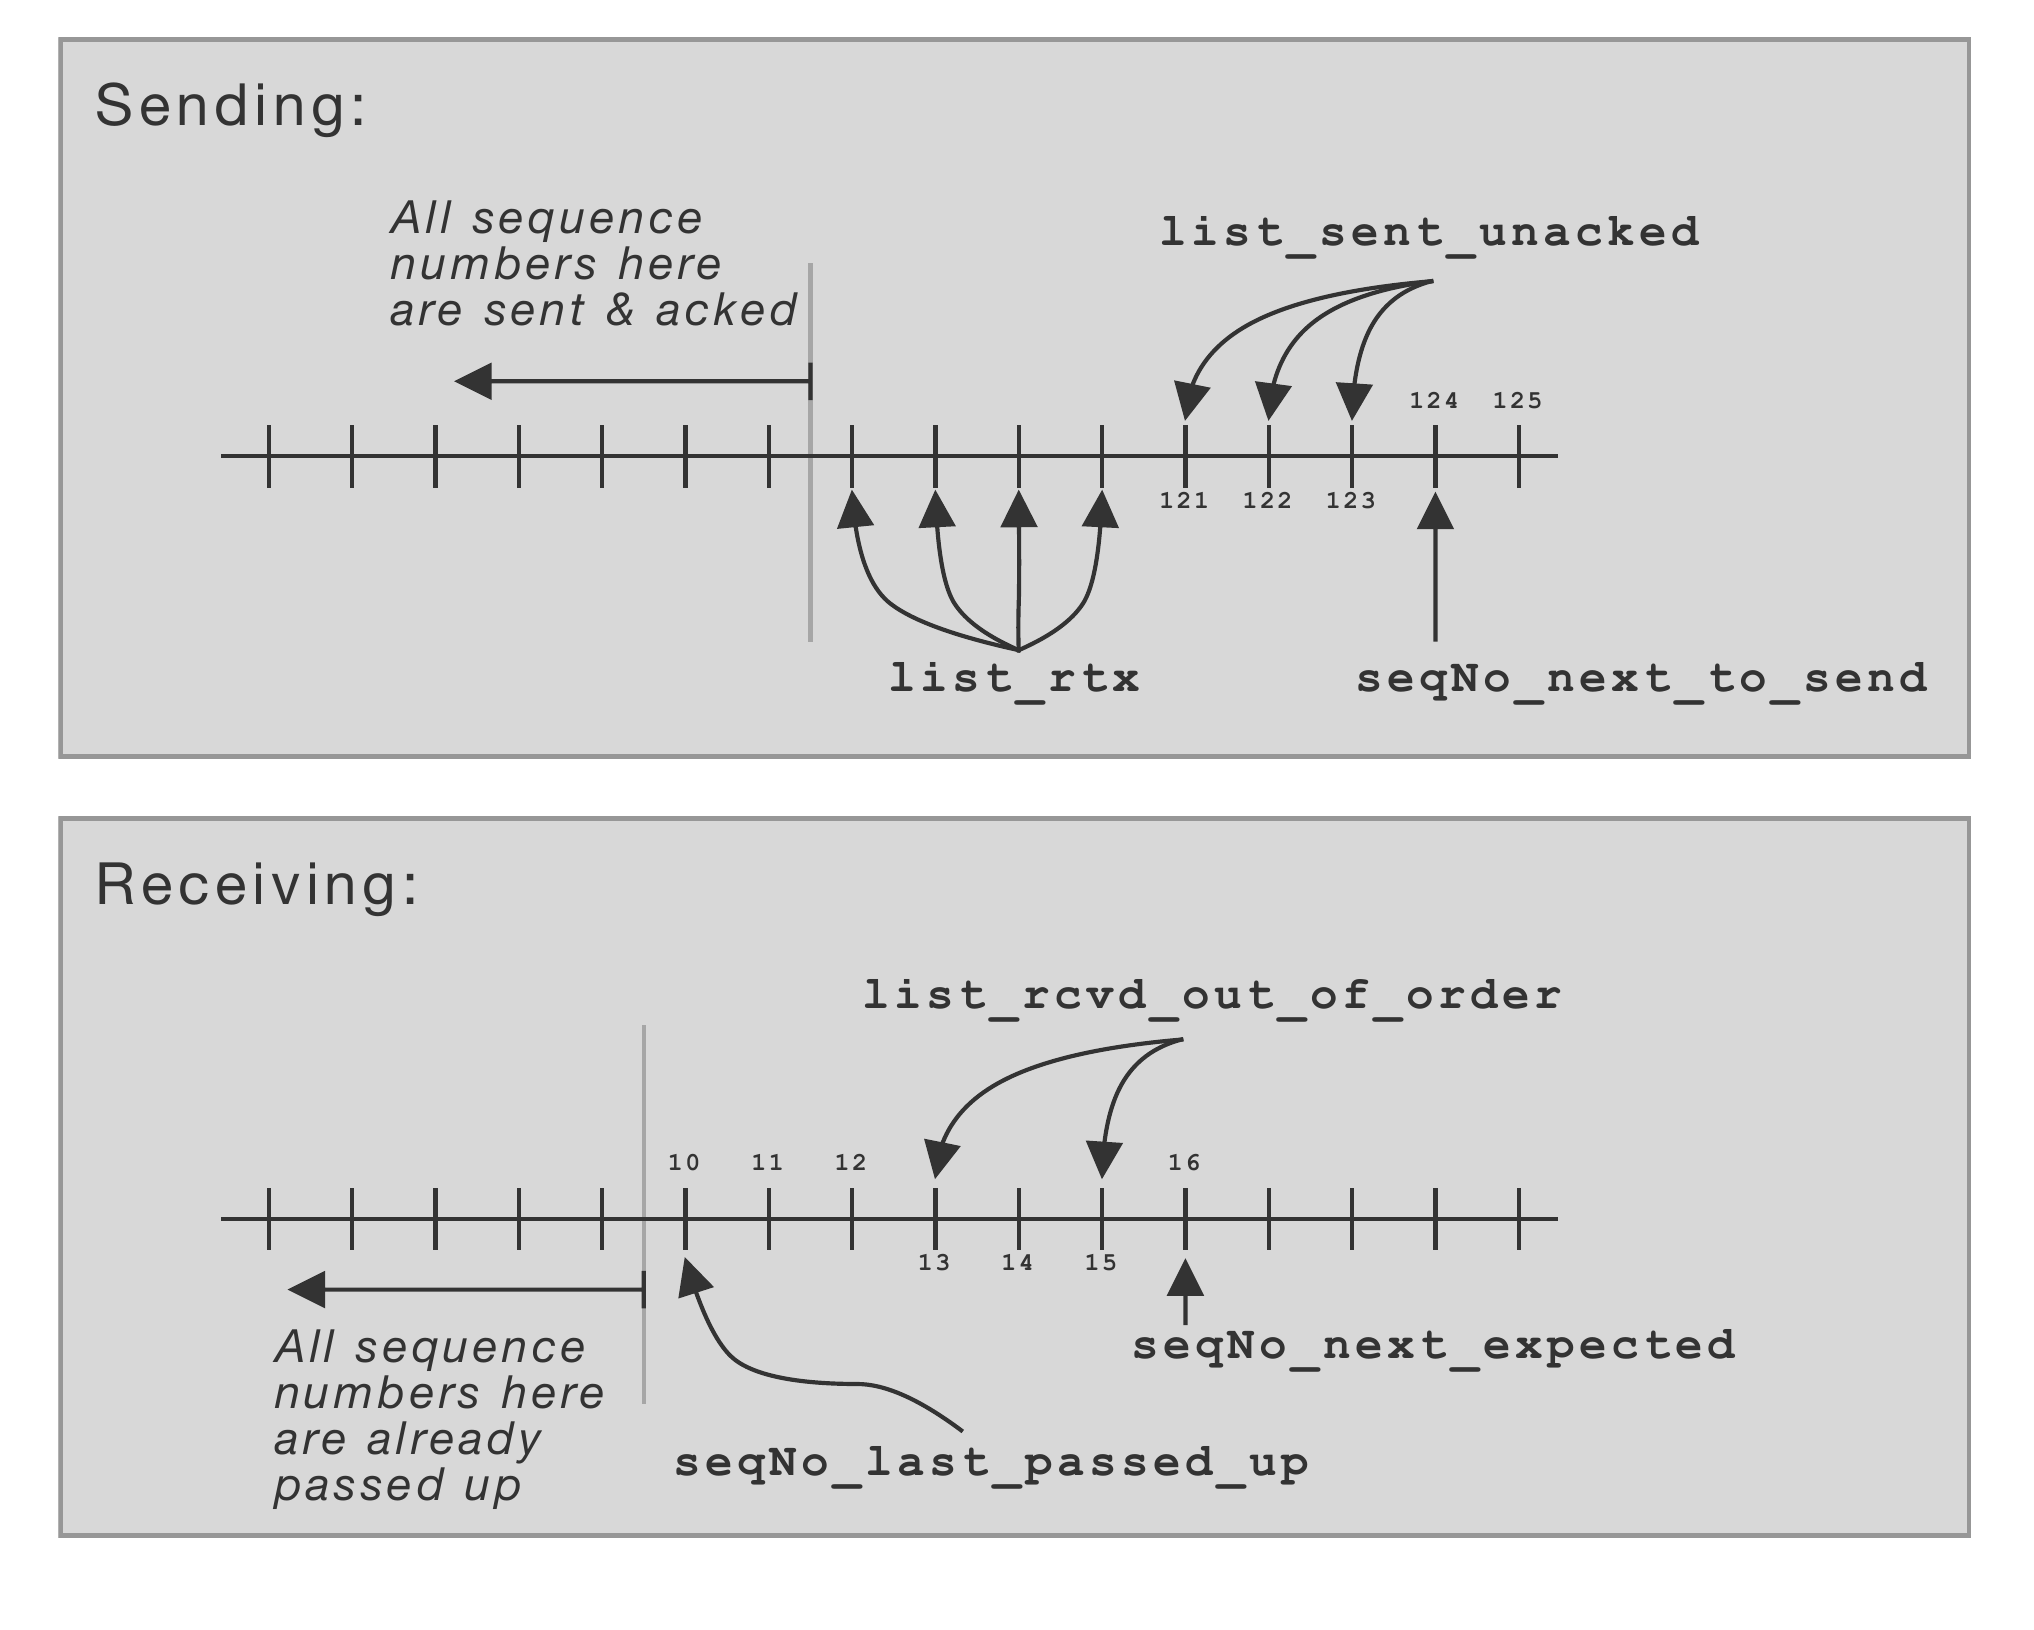 Sending:
All sequence
numbers here
are sent & acked
list_sent_unacked
124 125
121 122 123
list_rtx
seqNo_next_to_send
Receiving:
list_rcvd_out_of_order
10 11 12 16
13 14 15
seqNo_next_expected
All sequence
numbers here
are already
passed up
seqNo_last_passed_up